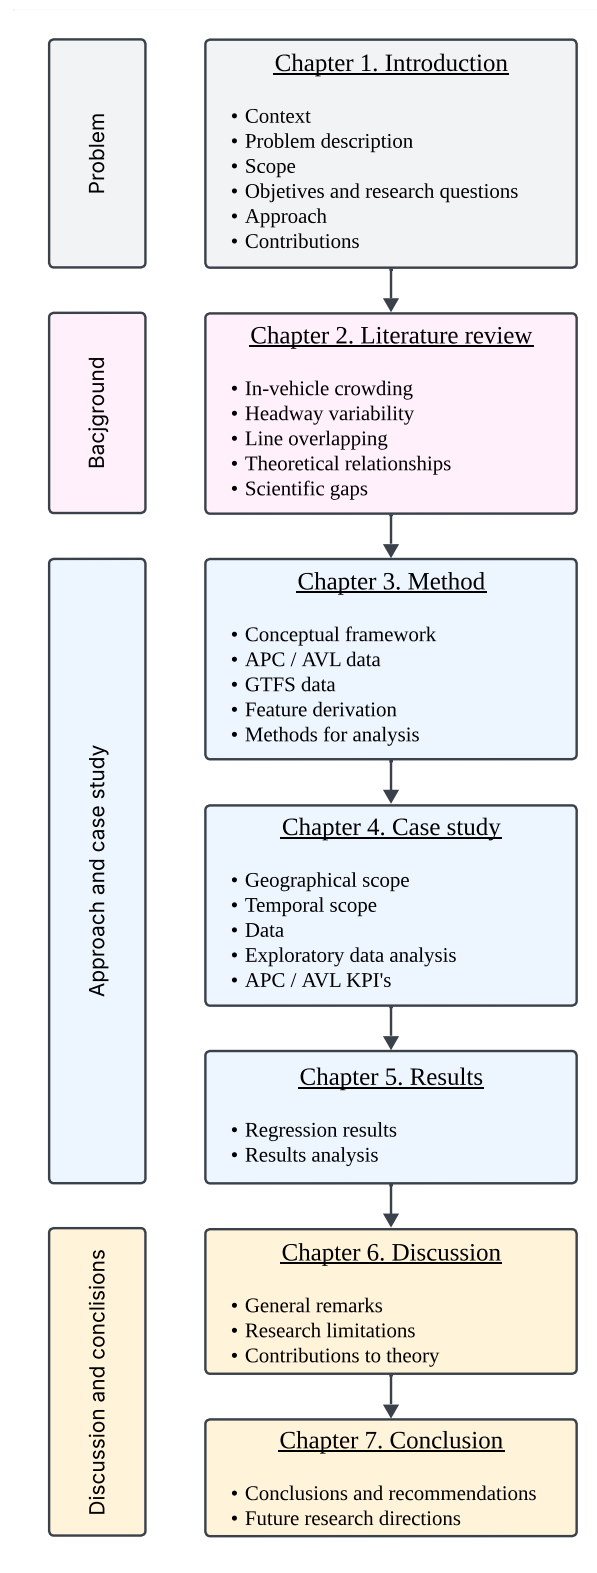 Problem
Chapter 1. Introduction
• Context
• Problem description
• Scope
• Objetives and research questions
• Approach
• Contributions
Bacjground
Chapter 2. Literature review
• In-vehicle crowding
• Headway variability
• Line overlapping
• Theoretical relationships
• Scientific gaps
Approach and case study
Chapter 3. Method
• Conceptual framework
• APC / AVL data
• GTFS data
• Feature derivation
• Methods for analysis
Chapter 4. Case study
• Geographical scope
• Temporal scope
• Data
• Exploratory data analysis
• APC / AVL KPI's
Chapter 5. Results
• Regression results
• Results analysis
Discussion and conclisions
Chapter 6. Discussion
• General remarks
• Research limitations
• Contributions to theory
Chapter 7. Conclusion
• Conclusions and recommendations
• Future research directions